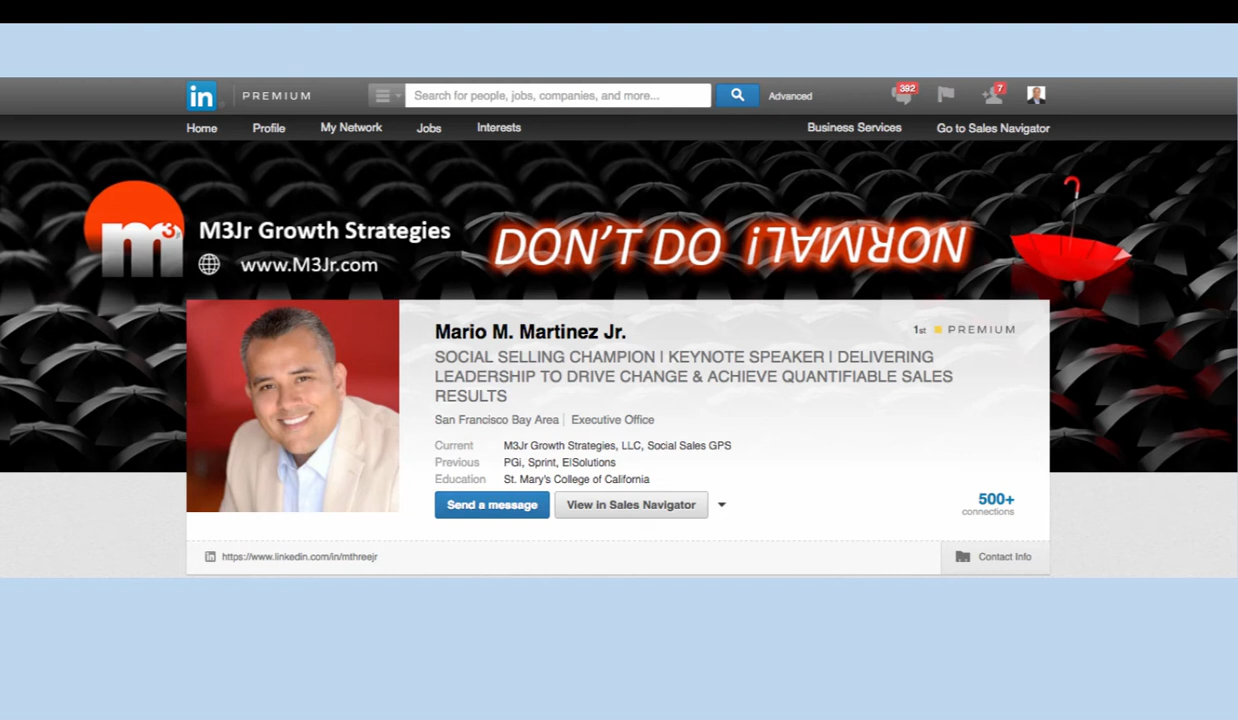 in PREMIUM
Search for people, jobs, companies, and more...
Advanced
392
7
Home Profile My Network Jobs Interests Business Services Go to Sales Navigator
m3
M3Jr Growth Strategies
www.M3Jr.com
DON'T DO NORMAL!
Mario M. Martinez Jr.
1st PREMIUM
SOCIAL SELLING CHAMPION | KEYNOTE SPEAKER | DELIVERING
LEADERSHIP TO DRIVE CHANGE & ACHIEVE QUANTIFIABLE SALES
RESULTS
San Francisco Bay Area | Executive Office
Current M3Jr Growth Strategies, LLC, Social Sales GPS
Previous PGi, Sprint, EISolutions
Education St. Mary's College of California
Send a message View in Sales Navigator
500+
connections
in https://www.linkedin.com/in/mthreejr
Contact Info